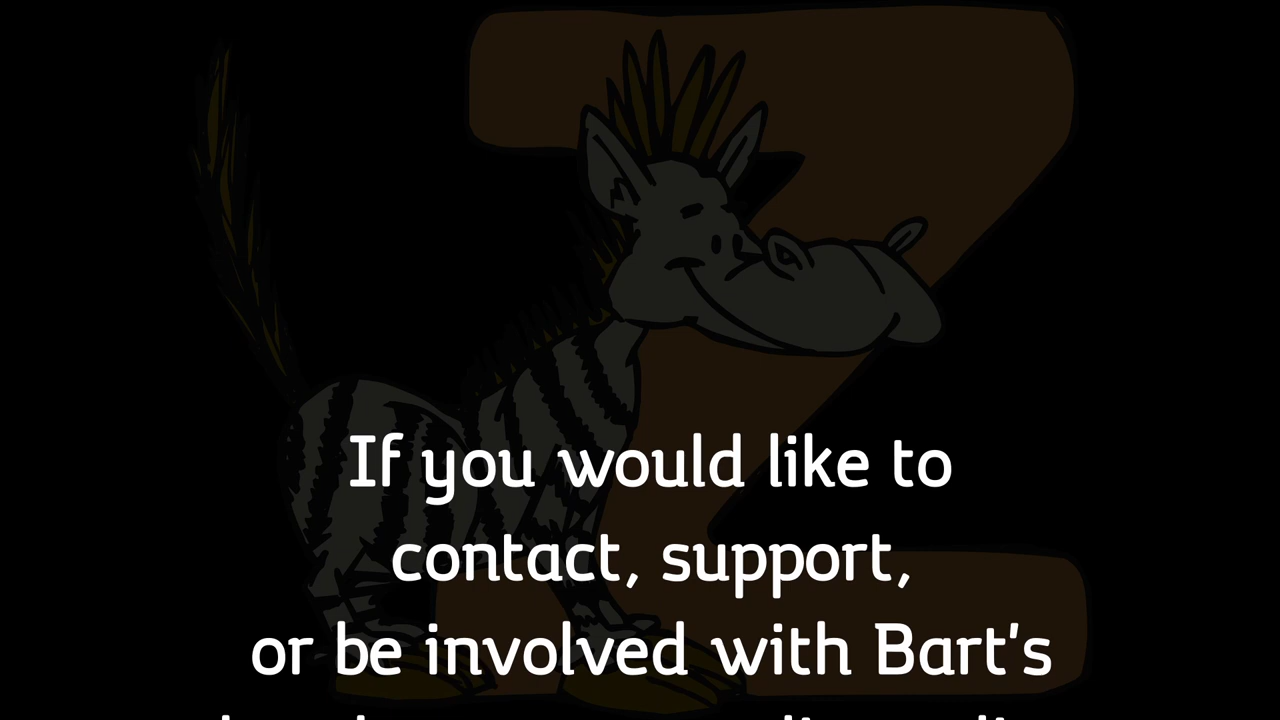 If you would like to
contact, support,
or be involved with Bart's